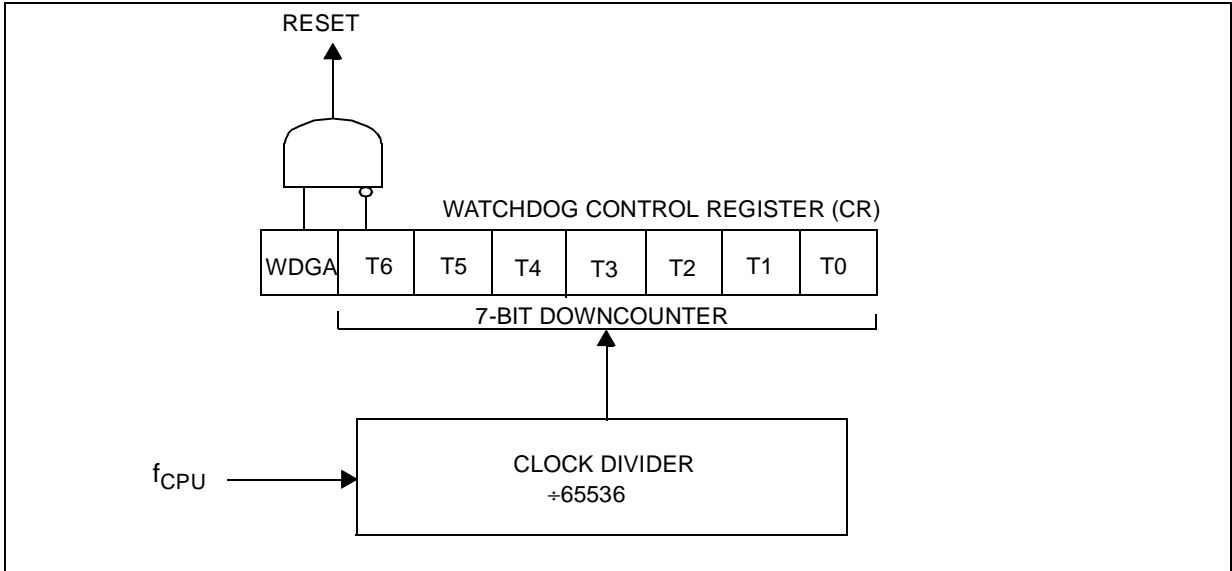 RESET
WATCHDOG CONTROL REGISTER (CR)
WDGA T6 T5 T4 T3 T2 T1 T0
7-BIT DOWNCOUNTER
fCPU
CLOCK DIVIDER
÷65536